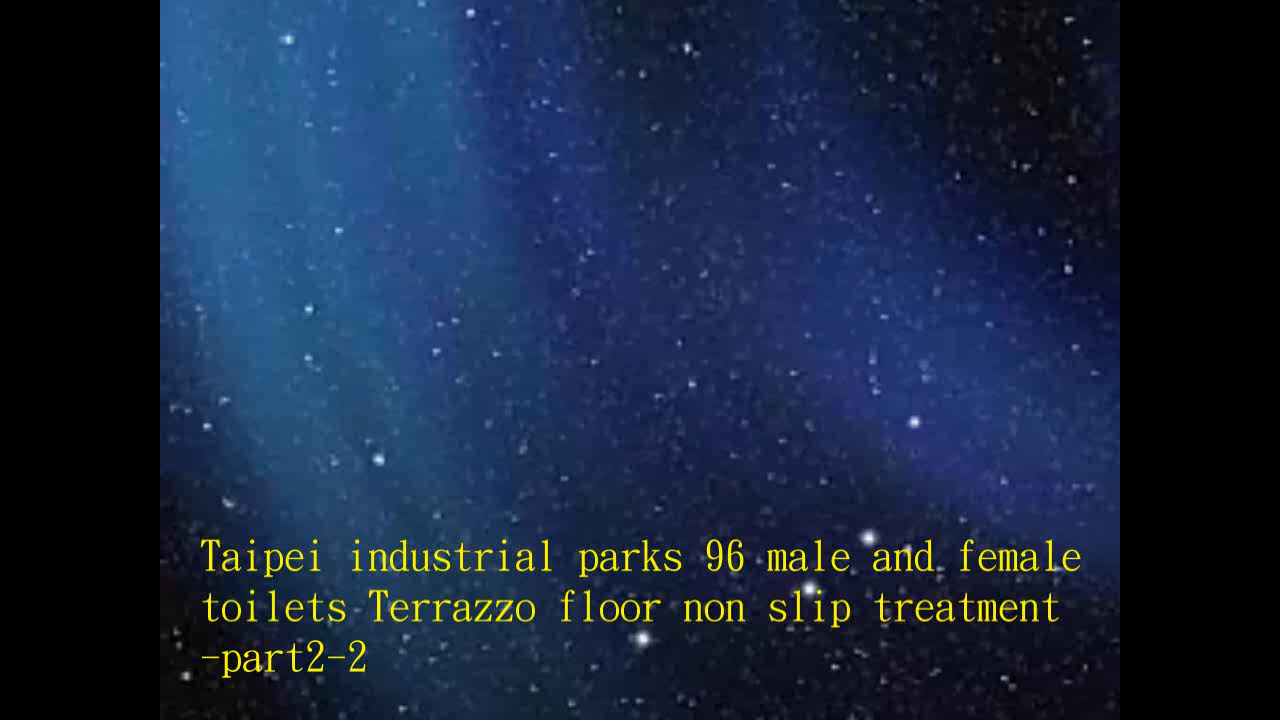 Taipei industrial parks 96 male and female
toilets Terrazzo floor non slip treatment
-part2-2